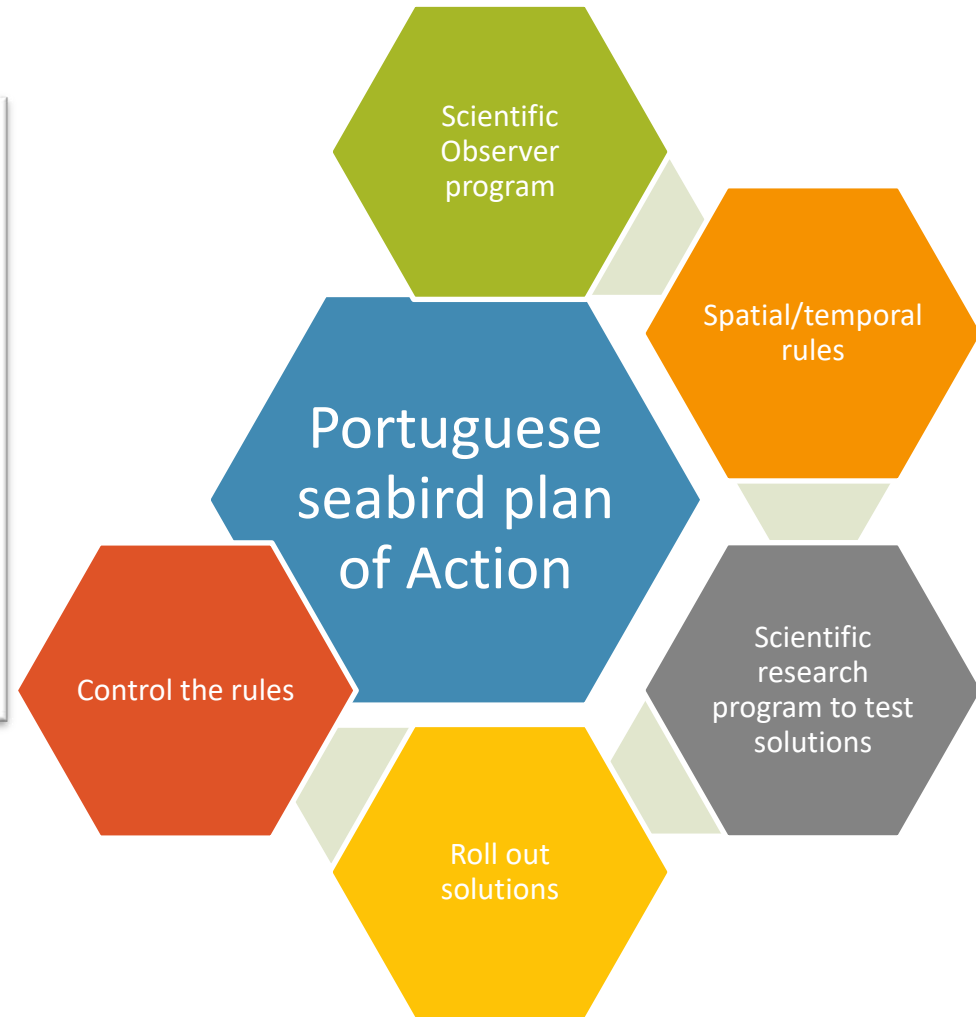 Scientific
Observer
program
Spatial/temporal
rules
Portuguese
seabird plan
of Action
Scientific
research
program to test
solutions
Control the rules
Roll out
solutions